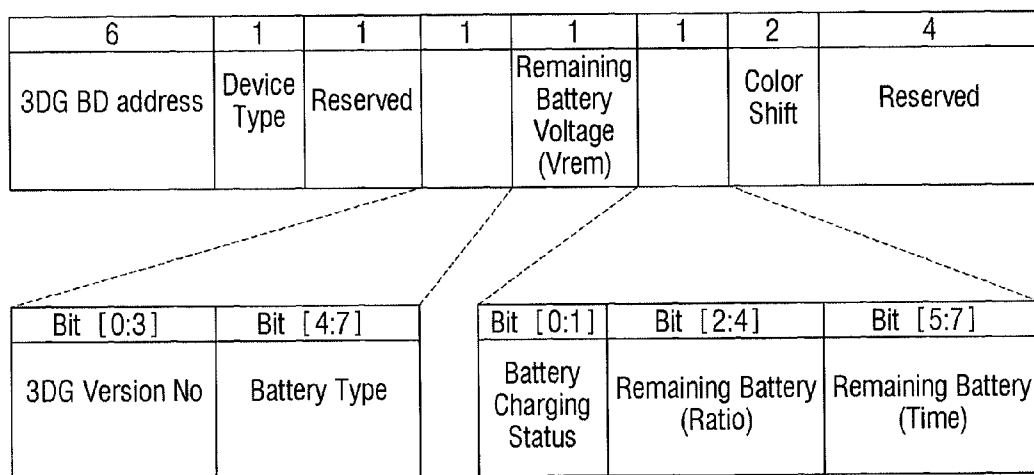 6 1 1 1 1 1 2 4
3DG BD address
Device
Type
Reserved
Remaining
Battery
Voltage
(Vrem)
Color
Shift
Reserved
Bit [0:3] Bit [4:7]
3DG Version No
Battery Type
Bit [0:1] Bit [2:4] Bit [5:7]
Battery
Charging
Status
Remaining Battery
(Ratio)
Remaining Battery
(Time)